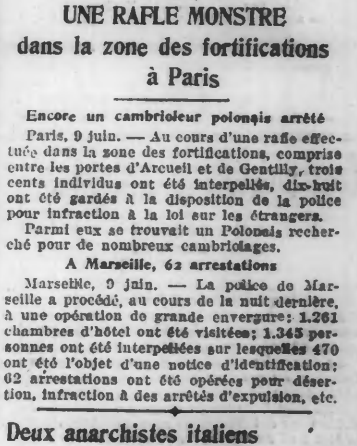 UNE RAFLE MONSTRE
dans la zone des fortifications
à Paris
Encore un cambrioleur polonais arrêté
Paris, 9 juin. — Au cours d'une rafle effec-
tuée dans la zone des fortifications, comprise
entre les portes d'Arcueil et de Gentilly, trois
cents individus ont été interpellés, dix-huit
ont été gardés à la disposition de la police
pour infraction à la loi sur les étrangers.
Parmi eux se trouvait un Polonais recher-
ché pour de nombreux cambriolages.
A Marseille, 62 arrestations
Marseille, 9 juin. — La police de Mar-
seille a procédé, au cours de la nuit dernière,
à une opération de grande envergure: 1.261
chambres d'hôtel ont été visitées; 1.345 per-
sonnes ont été interpellées sur lesquelles 470
ont été l'objet d'une notice d'identification;
62 arrestations ont été opérées pour déser-
tion, infraction à des arrêtés d'expulsion, etc.
Deux anarchistes italiens